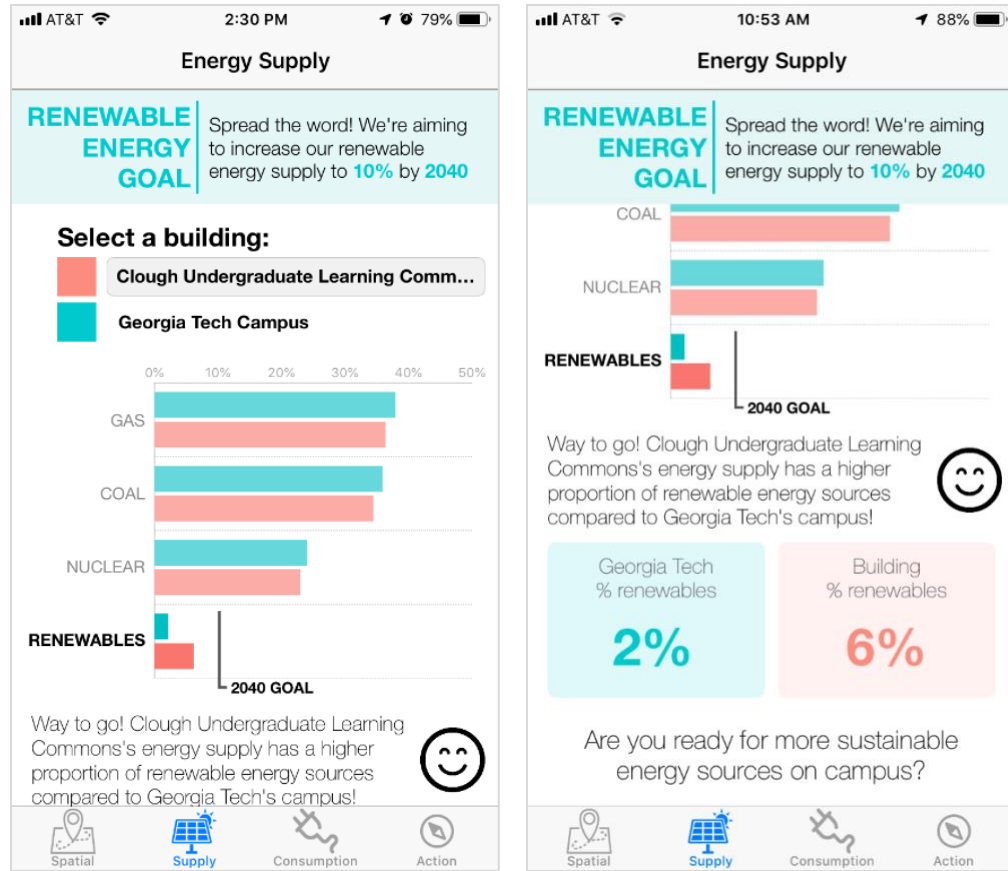 AT&T 2:30 PM 79%
Energy Supply
RENEWABLE
ENERGY
GOAL
Spread the word! We're aiming
to increase our renewable
energy supply to 10% by 2040
Select a building:
Clough Undergraduate Learning Comm...
Georgia Tech Campus
0% 10% 20% 30% 40% 50%
GAS
COAL
NUCLEAR
RENEWABLES
2040 GOAL
Way to go! Clough Undergraduate Learning
Commons's energy supply has a higher
proportion of renewable energy sources
compared to Georgia Tech's campus!
Spatial Supply Consumption Action
AT&T 10:53 AM 88%
Energy Supply
RENEWABLE
ENERGY
GOAL
Spread the word! We're aiming
to increase our renewable
energy supply to 10% by 2040
COAL
NUCLEAR
RENEWABLES
2040 GOAL
Way to go! Clough Undergraduate Learning
Commons's energy supply has a higher
proportion of renewable energy sources
compared to Georgia Tech's campus!
Georgia Tech
% renewables
2%
Building
% renewables
6%
Are you ready for more sustainable
energy sources on campus?
Spatial Supply Consumption Action